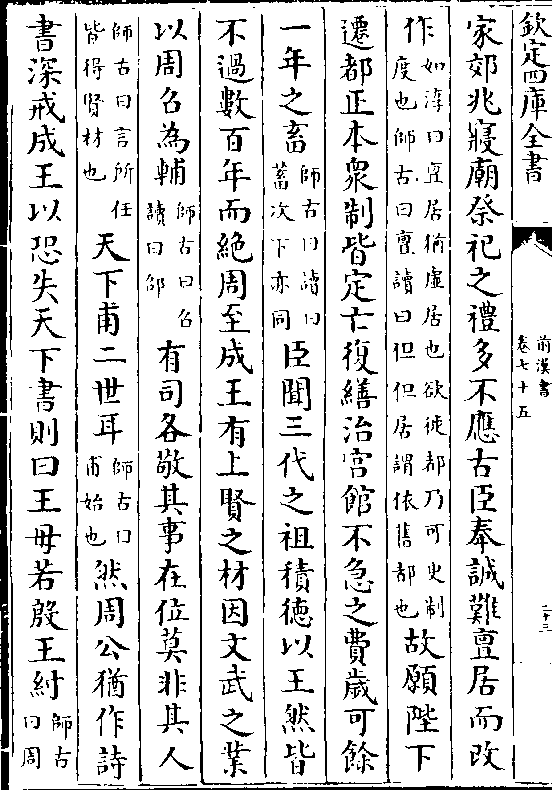 欽定四庫全書
前漢書
卷七十五
二十三
家郊兆寢廟祭祀之禮多不應古臣奉誠難亶居而改
作如淳曰亶居猶虛居也欲徙都乃可更制度也師古曰亶讀曰但但居謂依舊都也故願陛下
遷都正本衆制皆定亡復繕治宫館不急之費歲可餘
一年之畜師古曰讀曰蓄次下亦同臣聞三代之祖積徳以王然皆
不過數百年而絶周至成王有上賢之材因文武之業
以周召為輔師古曰召讀曰邵有司各敬其事在位莫非其人
師古曰言所任皆得賢材也天下甫二世耳師古曰甫始也然周公猶作詩
書深戒成王以恐失天下書則曰王毋若殷王紂師古曰周